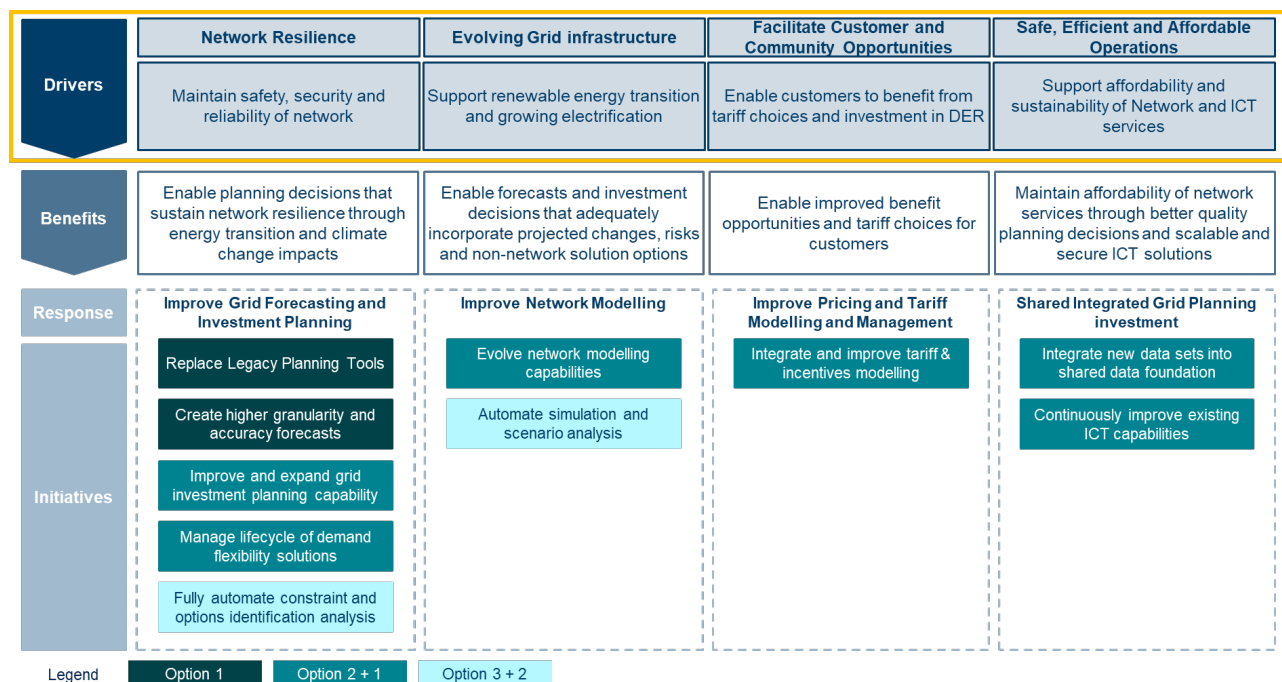 Drivers
Network Resilience
Evolving Grid infrastructure
Facilitate Customer and
Community Opportunities
Safe, Efficient and Affordable
Operations
Maintain safety, security and
reliability of network
Support renewable energy transition
and growing electrification
Enable customers to benefit from
tariff choices and investment in DER
Support affordability and
sustainability of Network and ICT
services
Benefits
Enable planning decisions that
sustain network resilience through
energy transition and climate
change impacts
Enable forecasts and investment
decisions that adequately
incorporate projected changes, risks
and non-network solution options
Enable improved benefit
opportunities and tariff choices for
customers
Maintain affordability of network
services through better quality
planning decisions and scalable and
secure ICT solutions
Response
Improve Grid Forecasting and
Investment Planning
Improve Network Modelling
Improve Pricing and Tariff
Modelling and Management
Shared Integrated Grid Planning
investment
Initiatives
Replace Legacy Planning Tools
Create higher granularity and
accuracy forecasts
Improve and expand grid
investment planning capability
Manage lifecycle of demand
flexibility solutions
Fully automate constraint and
options identification analysis
Evolve network modelling
capabilities
Automate simulation and
scenario analysis
Integrate and improve tariff &
incentives modelling
Integrate new data sets into
shared data foundation
Continuously improve existing
ICT capabilities
Legend
Option 1
Option 2 + 1
Option 3 + 2